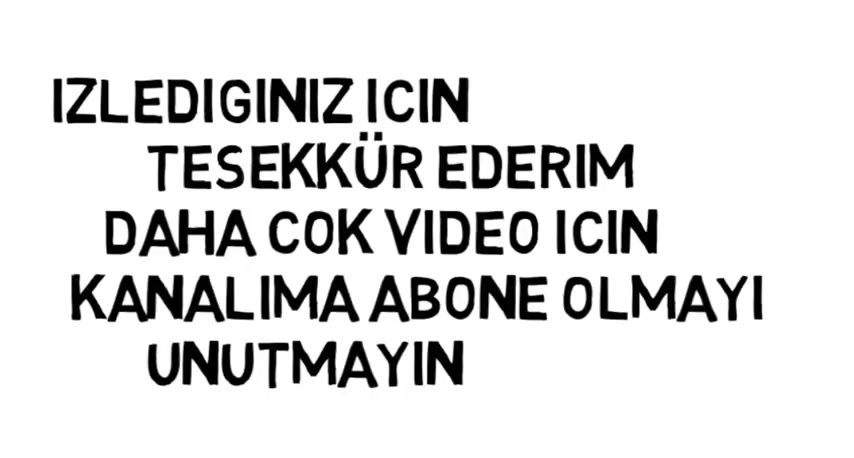 IZLEDIGINIZ ICIN
TESEKKÜR EDERIM
DAHA COK VIDEO ICIN
KANALIMA ABONE OLMAYI
UNUTMAYIN